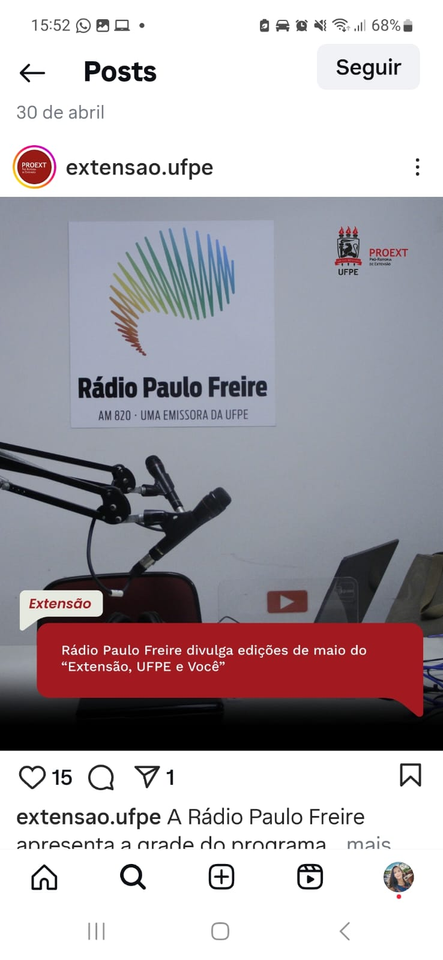 15:52
68%
Posts
Seguir
30 de abril
PROEXT
extensao.ufpe
UFPE
PROEXT
Rádio Paulo Freire
AM 820 · UMA EMISSORA DA UFPE
Extensão
Rádio Paulo Freire divulga edições de maio do
“Extensão, UFPE e Você”
15
1
extensao.ufpe A Rádio Paulo Freire
apresenta a grade do programa... mais